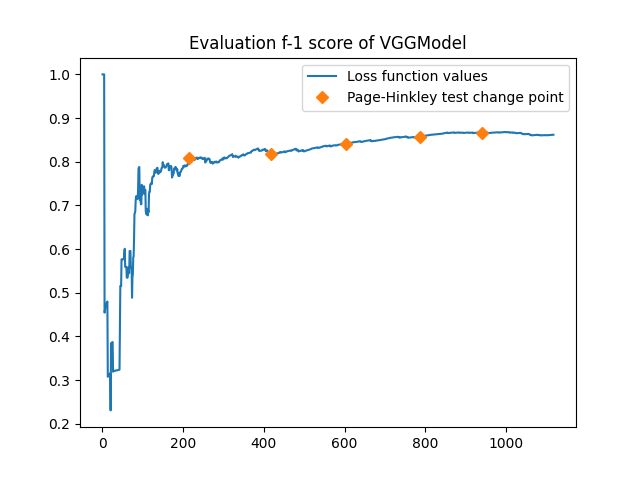 Evaluation f-1 score of VGGModel
Loss function values
Page-Hinkley test change point
1.0
0.9
0.8
0.7
0.6
0.5
0.4
0.3
0.2
0 200 400 600 800 1000